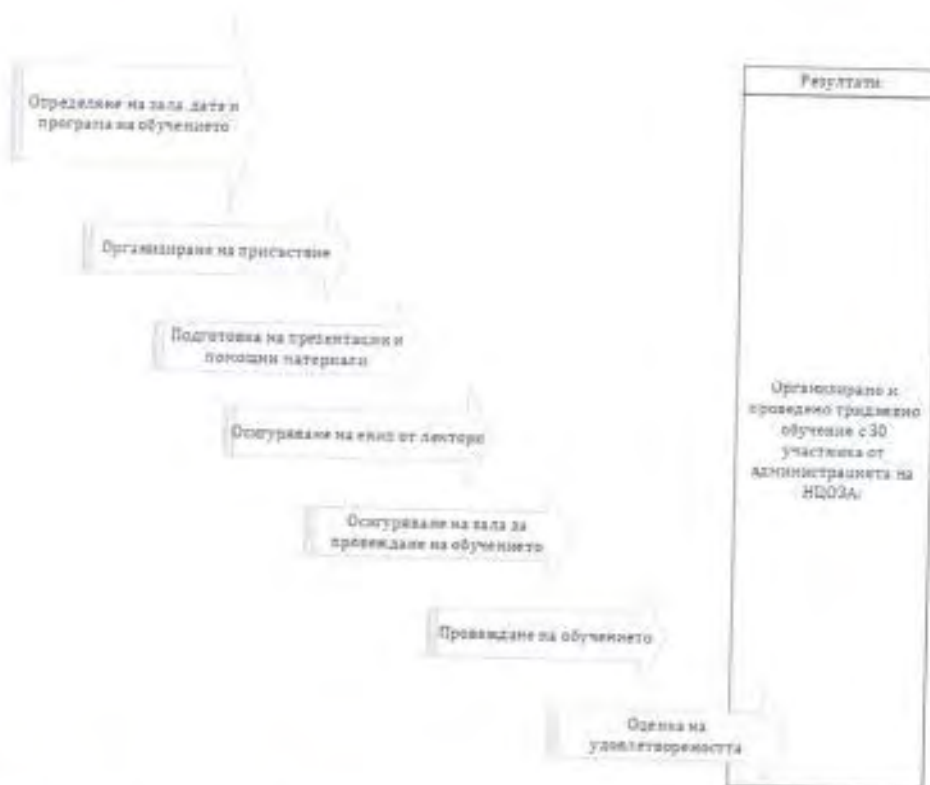 Определяне на зала, дата и
програма на обучението
Организиране на присъствие
Подготовка на презентации и
помощни материали
Осигуряване на екип от лектори
Осигуряване на зала за
провеждане на обучението
Провеждане на обучението
Оценка на
удовлетвореността
Резултати:
Организирано и
проведено тридневно
обучение с 30
участника от
администрацията на
НЦОЗА;